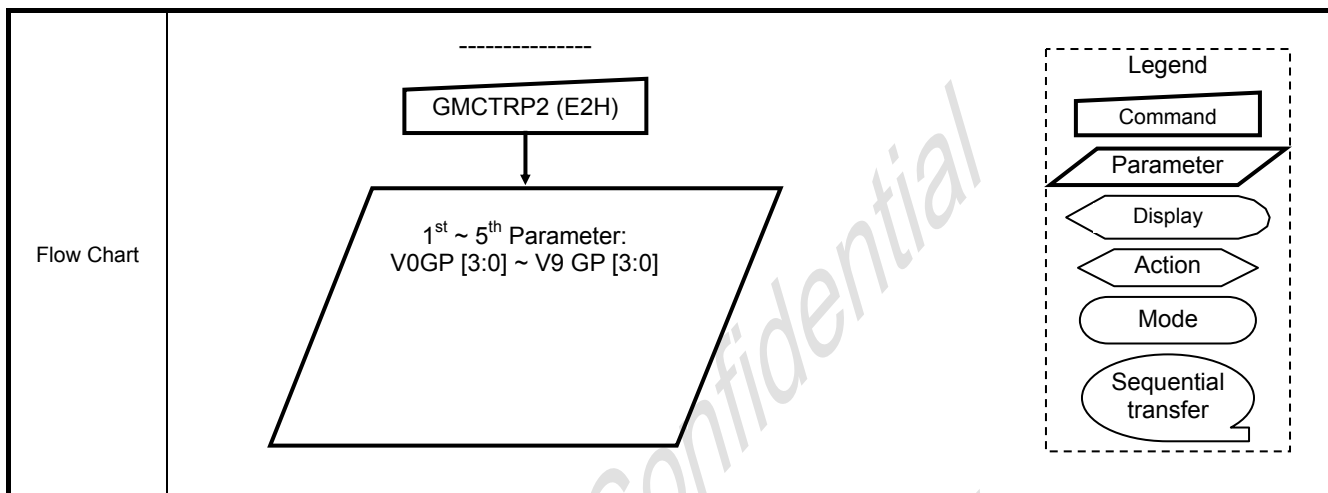 Flow Chart
----------------
GMCTRP2 (E2H)
1st ~ 5th Parameter:
V0GP [3:0] ~ V9 GP [3:0]
Legend
Command
Parameter
Display
Action
Mode
Sequential
transfer
Confidential